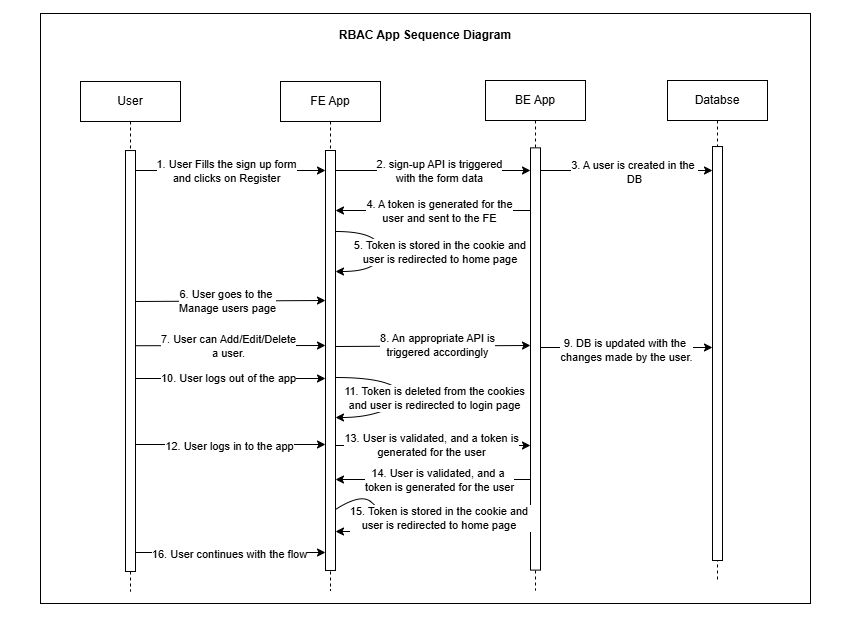 RBAC App Sequence Diagram
User
FE App
BE App
Databse
1. User Fills the sign up form
and clicks on Register
2. sign-up API is triggered
with the form data
3. A user is created in the
DB
4. A token is generated for the
user and sent to the FE
5. Token is stored in the cookie and
user is redirected to home page
6. User goes to the
Manage users page
7. User can Add/Edit/Delete
a user.
8. An appropriate API is
triggered accordingly
9. DB is updated with the
changes made by the user.
10. User logs out of the app
11. Token is deleted from the cookies
and user is redirected to login page
12. User logs in to the app
13. User is validated, and a token is
generated for the user
14. User is validated, and a
token is generated for the user
15. Token is stored in the cookie and
user is redirected to home page
16. User continues with the flow